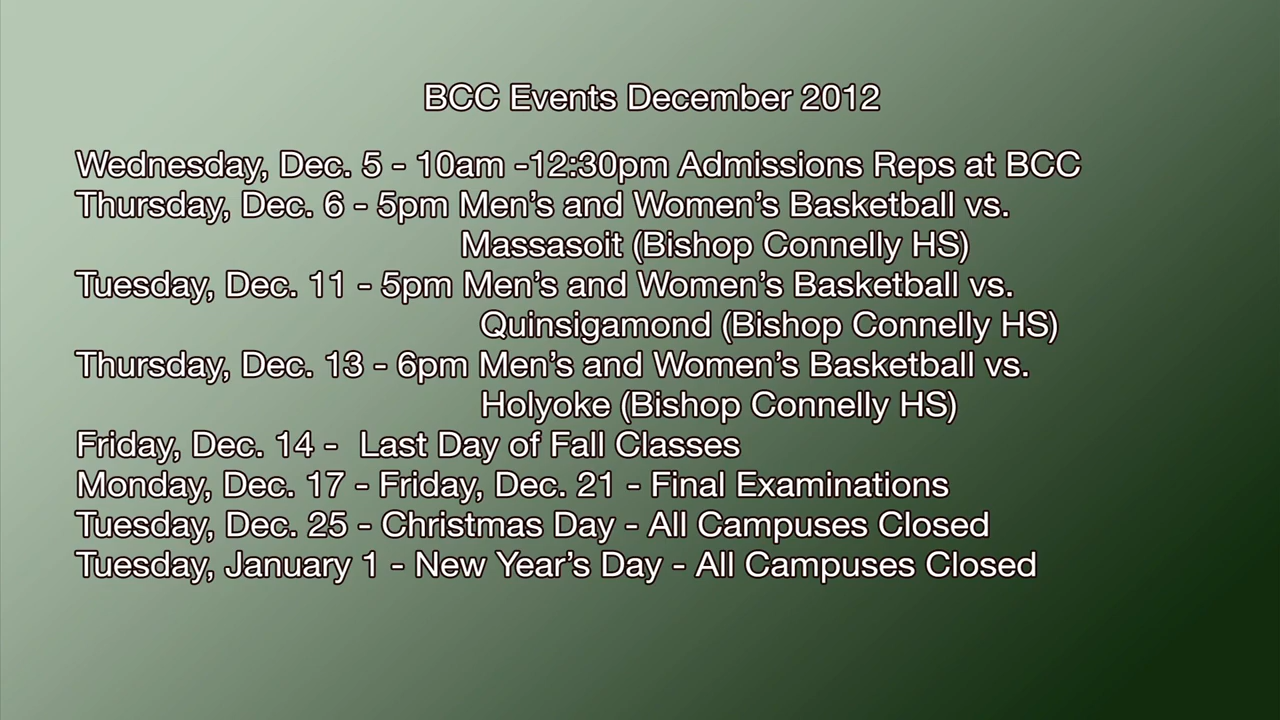 BCC Events December 2012
Wednesday, Dec. 5 - 10am -12:30pm Admissions Reps at BCC
Thursday, Dec. 6 - 5pm Men’s and Women’s Basketball vs.
Massasoit (Bishop Connelly HS)
Tuesday, Dec. 11 - 5pm Men’s and Women’s Basketball vs.
Quinsigamond (Bishop Connelly HS)
Thursday, Dec. 13 - 6pm Men’s and Women’s Basketball vs.
Holyoke (Bishop Connelly HS)
Friday, Dec. 14 -  Last Day of Fall Classes
Monday, Dec. 17 - Friday, Dec. 21 - Final Examinations
Tuesday, Dec. 25 - Christmas Day - All Campuses Closed
Tuesday, January 1 - New Year’s Day - All Campuses Closed